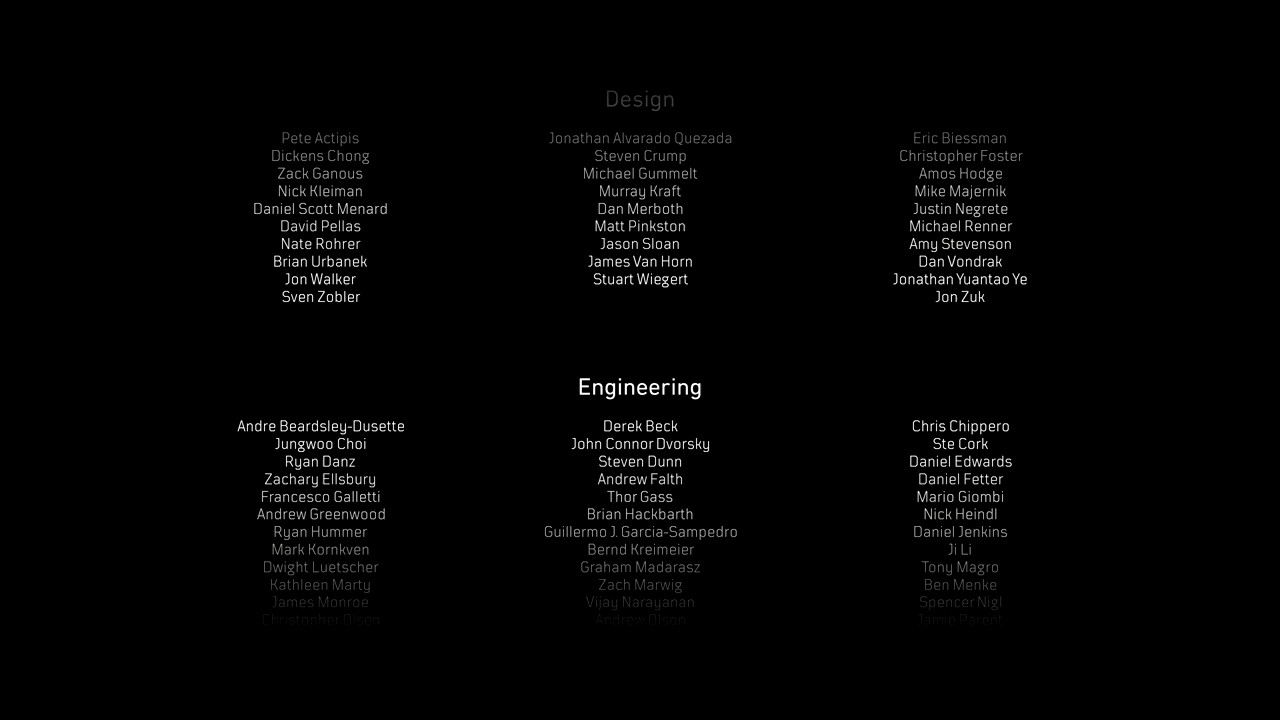 Design
Pete Actipis Jonathan Alvarado Quezada Eric Biessman
Dickens Chong Steven Crump Christopher Foster
Zack Ganous Michael Gummelt Amos Hodge
Nick Kleiman Murray Kraft Mike Majernik
Daniel Scott Menard Dan Merboth Justin Negrete
David Pellas Matt Pinkston Michael Renner
Nate Rohrer Jason Sloan Amy Stevenson
Brian Urbanek James Van Horn Dan Vondrak
Jon Walker Stuart Wiegert Jonathan Yuantao Ye
Sven Zobler Jon Zuk
Engineering
Andre Beardsley-Dusette Derek Beck Chris Chippero
Jungwoo Choi John Connor Dvorsky Ste Cork
Ryan Danz Steven Dunn Daniel Edwards
Zachary Ellsbury Andrew Falth Daniel Fetter
Francesco Galletti Thor Gass Mario Giombi
Andrew Greenwood Brian Hackbarth Nick Heindl
Ryan Hummer Guillermo J. Garcia-Sampedro Daniel Jenkins
Mark Kornkven Bernd Kreimeier Ji Li
Dwight Luetscher Graham Madarasz Tony Magro
Kathleen Marty Zach Marwig Ben Menke
James Monroe Vijay Narayanan Spencer Nigl
Christopher Olsen Andrew Olson Jamie Parent